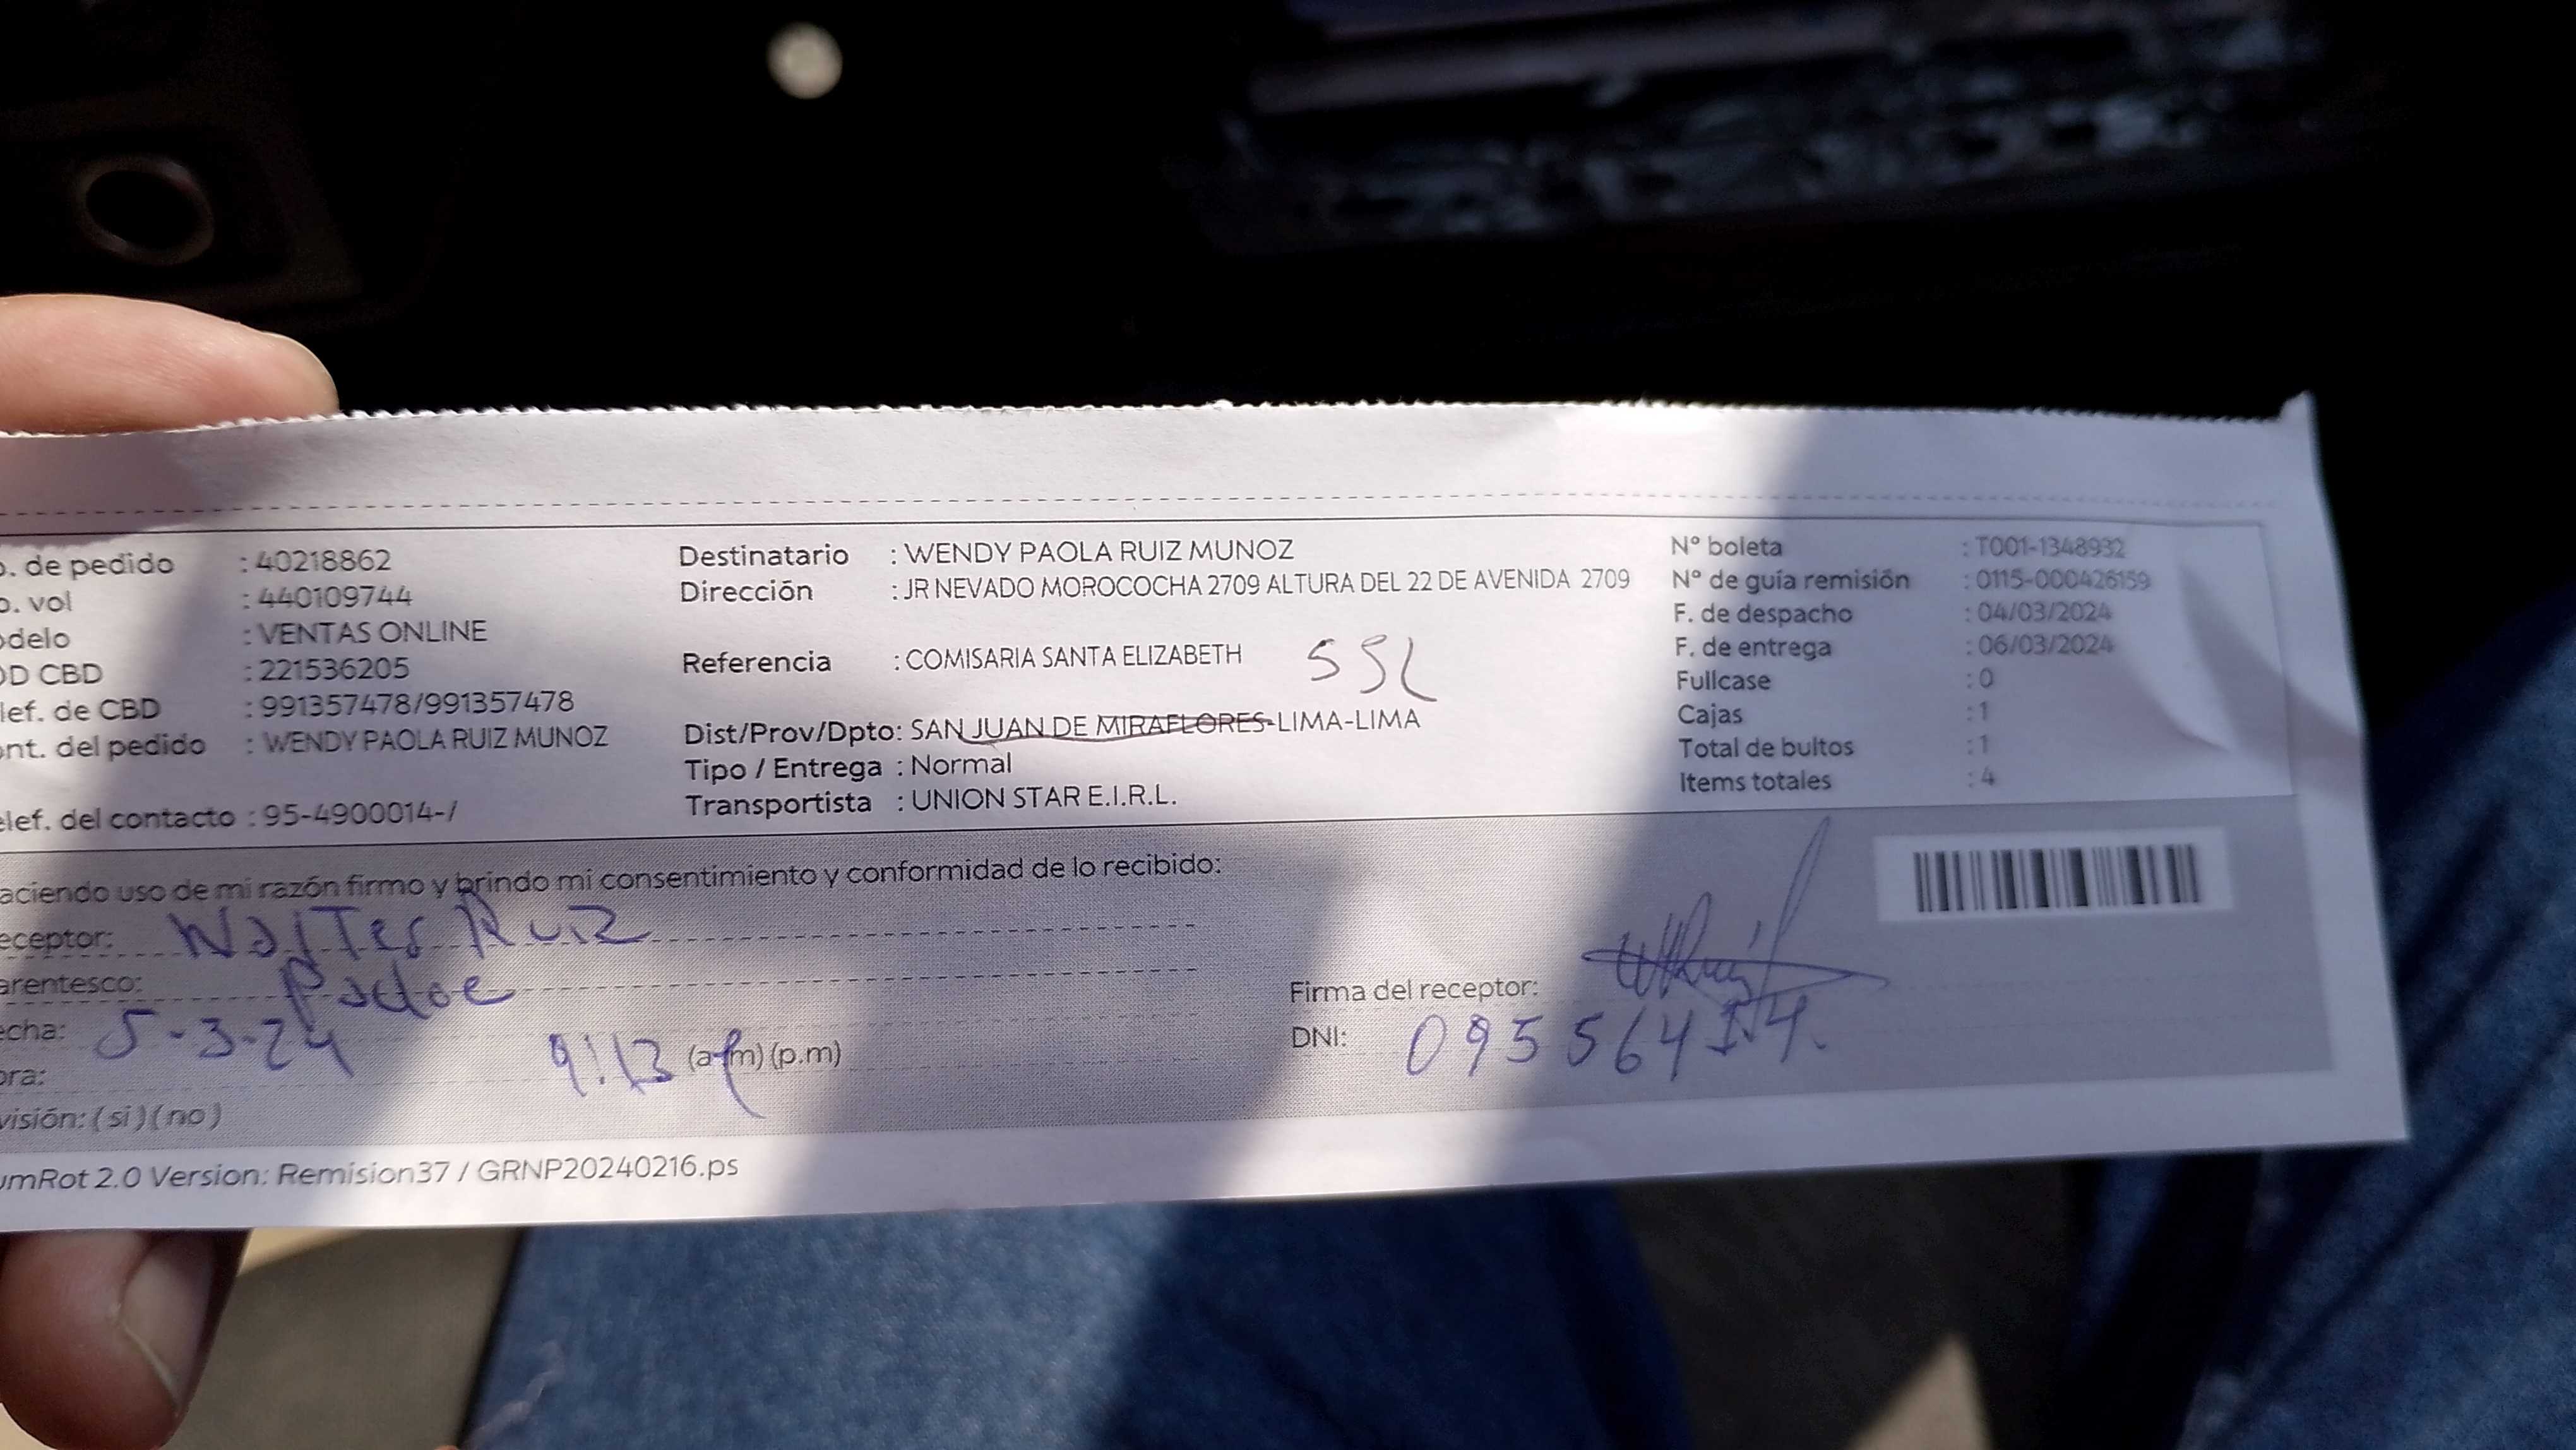 o. de pedido : 40218862
o. vol : 440109744
odelo : VENTAS ONLINE
OD CBD : 221536205
lef. de CBD : 991357478/991357478
ont. del pedido : WENDY PAOLA RUIZ MUNOZ
elef. del contacto : 95-4900014-/
Destinatario : WENDY PAOLA RUIZ MUNOZ
Dirección : JR NEVADO MOROCOCHA 2709 ALTURA DEL 22 DE AVENIDA 2709
Referencia : COMISARIA SANTA ELIZABETH SJL
Dist/Prov/Dpto: SAN JUAN DE MIRAFLORES-LIMA-LIMA
Tipo / Entrega : Normal
Transportista : UNION STAR E.I.R.L.
N° boleta : T001-1348932
N° de guía remisión : 0115-000426159
F. de despacho : 04/03/2024
F. de entrega : 06/03/2024
Fullcase : 0
Cajas : 1
Total de bultos : 1
Items totales : 4
aciendo uso de mi razón firmo y brindo mi consentimiento y conformidad de lo recibido:
eceptor: Walter Ruiz
arentesco: Padre
echa: 5-3-24
ora: 9:13 (a.m) (p.m)
visión: (si) (no)
Firma del receptor:
DNI: 09556414.
umRot 2.0 Version: Remision37 / GRNP20240216.ps